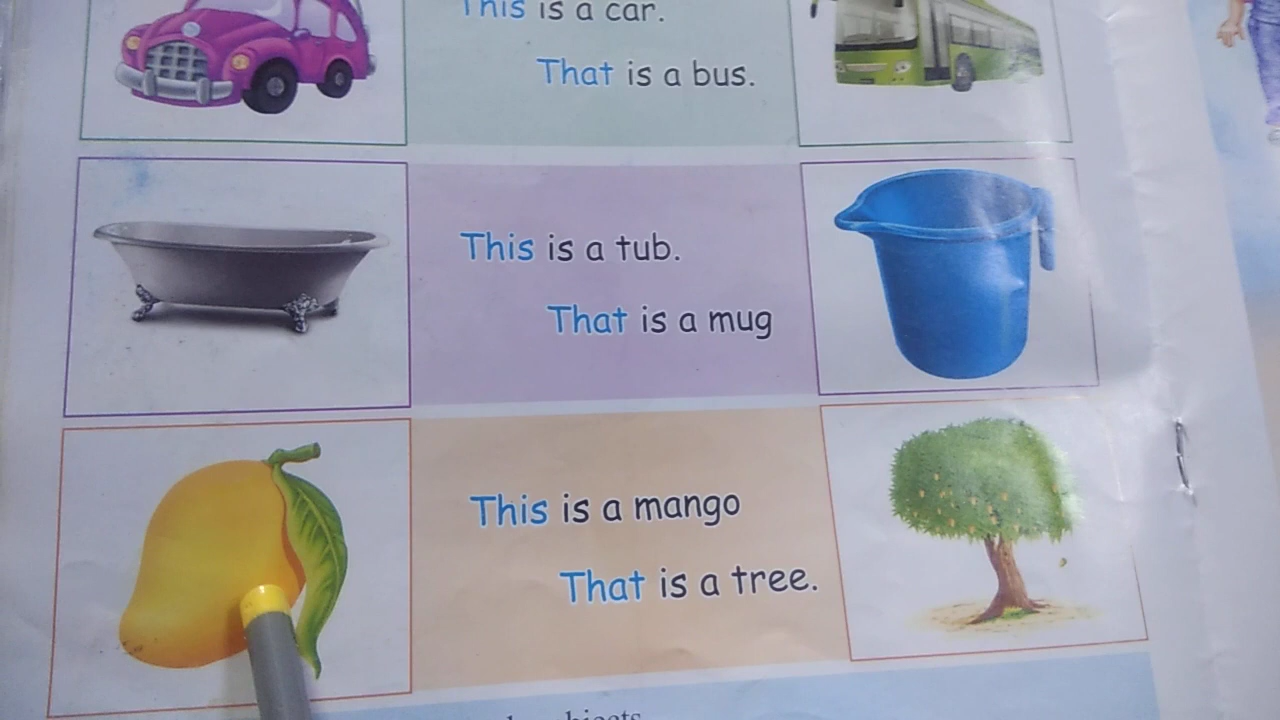 This is a car.
That is a bus.
This is a tub.
That is a mug
This is a mango
That is a tree.